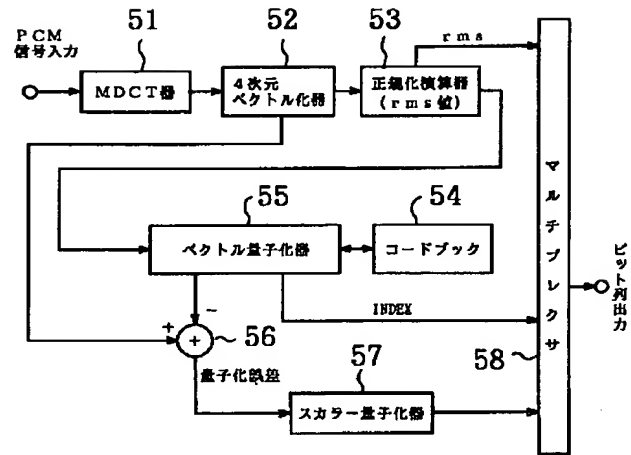 51
52
53
rms
PCM
信号入力
MDCT器
4次元
ベクトル化器
正規化演算器
(rms値)
55
54
ベクトル量子化器
コードブック
マルチプレクサ
ビット列出力
−
INDEX
+
+
56
量子化誤差
57
58
スカラー量子化器